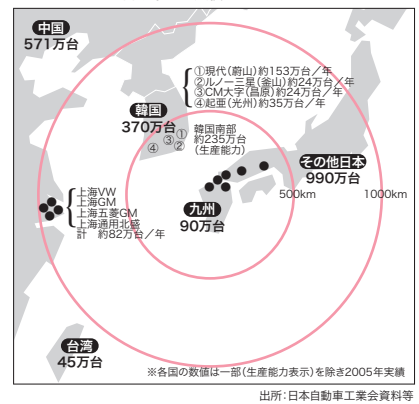 中国
571万台
①現代(蔚山)約153万台／年
②ルノー三星(釜山)約24万台／年
③CM大字(昌原)約24万台／年
④起亜(光州)約35万台／年
韓国
370万台
韓国南部
約235万台
(生産能力)
①
③
④
②
その他日本
990万台
500km
1000km
上海VW
上海GM
上海五菱GM
上海通用北盛
計　約82万台／年
九州
90万台
台湾
45万台
※各国の数値は一部(生産能力表示)を除き2005年実績
出所:日本自動車工業会資料等